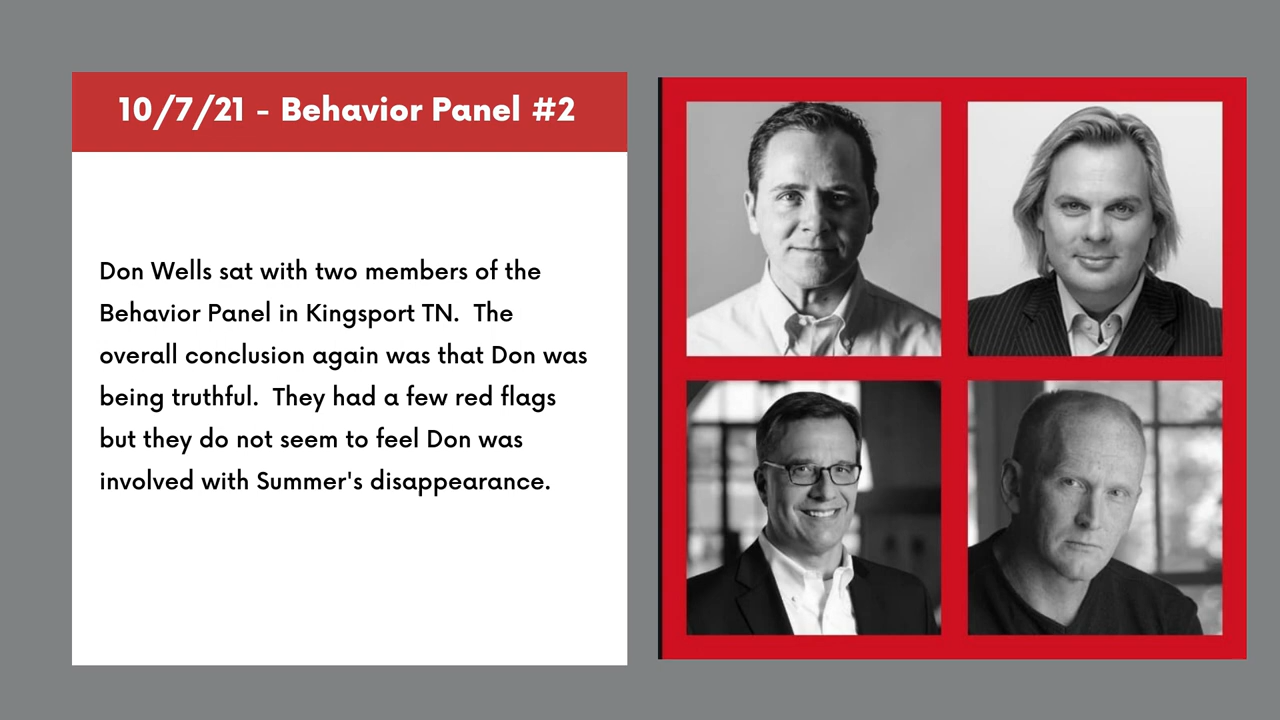 10/7/21 - Behavior Panel #2
Don Wells sat with two members of the
Behavior Panel in Kingsport TN.  The
overall conclusion again was that Don was
being truthful.  They had a few red flags
but they do not seem to feel Don was
involved with Summer's disappearance.